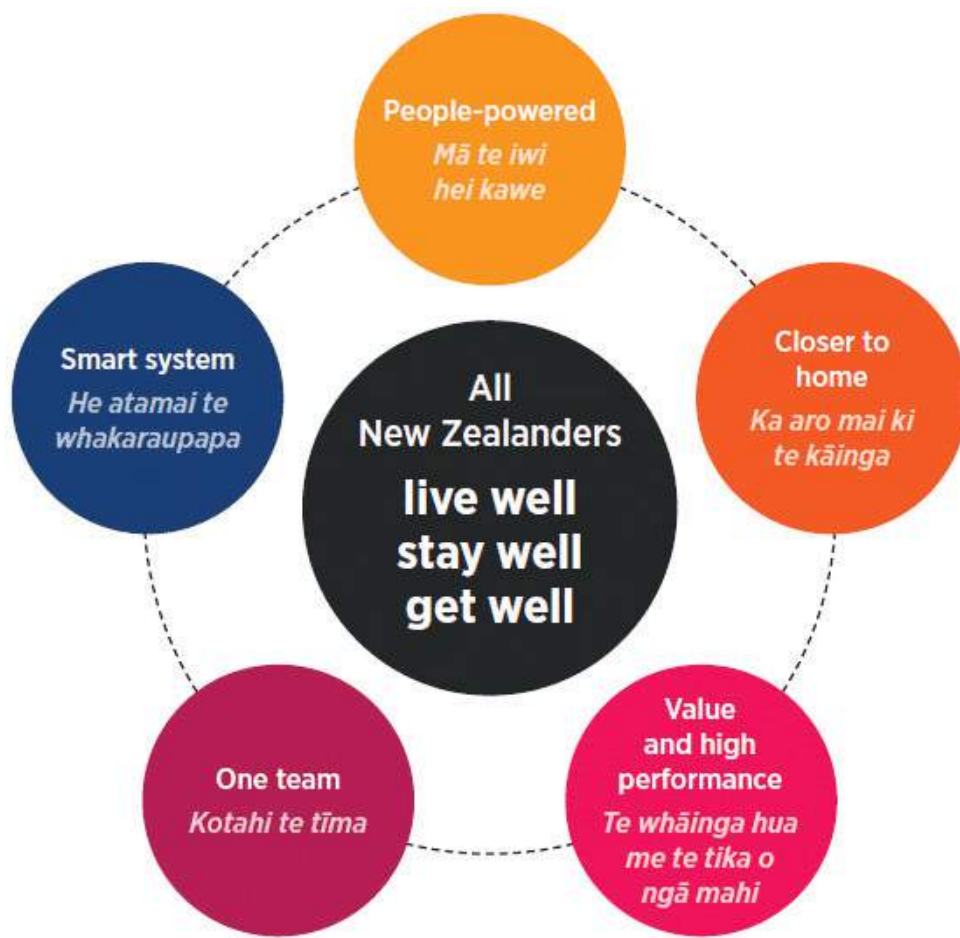 People-powered
Mā te iwi
hei kawe
Closer to
home
Ka aro mai ki
te kāinga
Value
and high
performance
Te whāinga hua
me te tika o
ngā mahi
One team
Kotahi te tīma
Smart system
He atamai te
whakaraupapa
All
New Zealanders
live well
stay well
get well